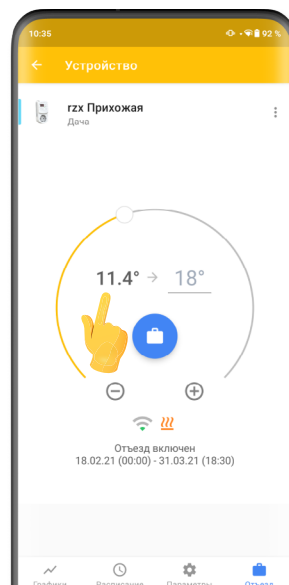 10:35
92 %
Устройство
rzx Прихожая
Дача
11.4° → 18°
Отъезд включен
18.02.21 (00:00) - 31.03.21 (18:30)
Графики Расписание Параметры Отъезд